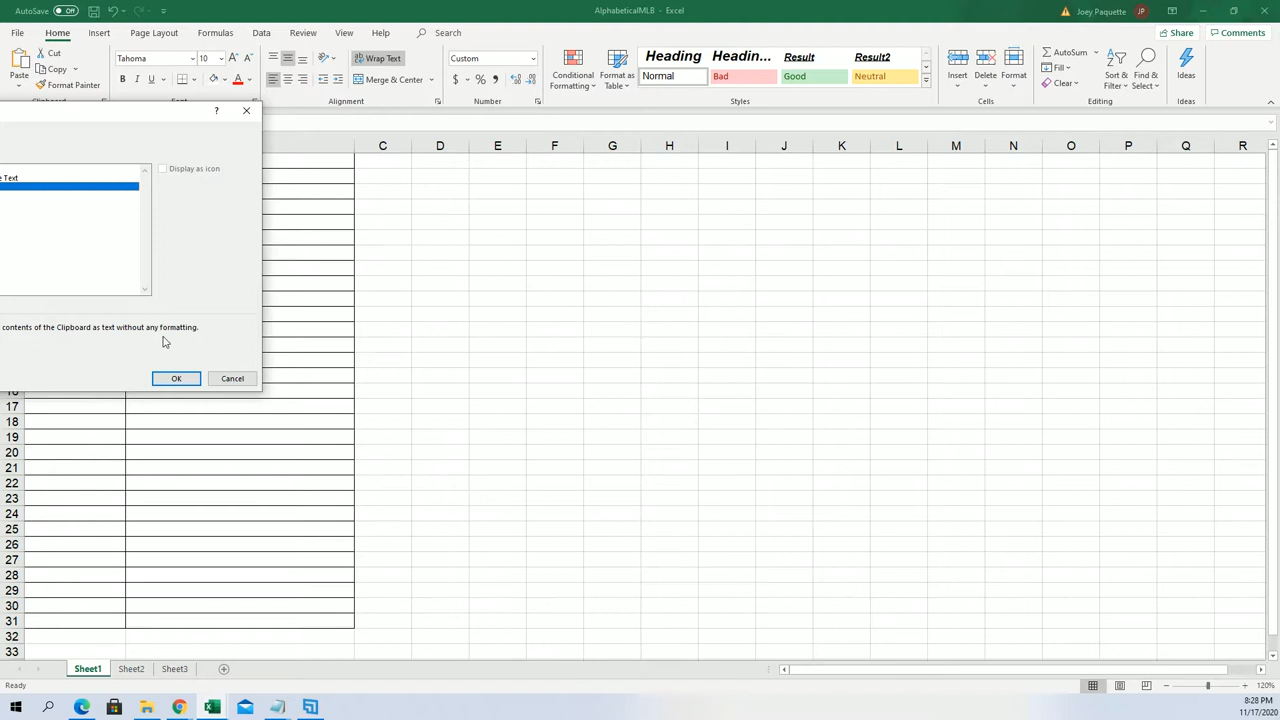 AutoSave Off
AlphabeticalMLB - Excel
Joey Paquette JP
File Home Insert Page Layout Formulas Data Review View Help Search
Share Comments
Paste
Cut
Copy
Format Painter
Tahoma 10
B I U
Wrap Text
Merge & Center
Alignment
Custom
$ % ,
Number
Conditional Formatting
Format as Table
Heading Headin... Result Result2
Normal Bad Good Neutral
Styles
Insert Delete Format
Cells
AutoSum
Fill
Clear
Sort & Filter
Find & Select
Editing
Ideas
Ideas
?
C D E F G H I J K L M N O P Q R
Display as icon
e Text
contents of the Clipboard as text without any formatting.
OK Cancel
17
18
19
20
21
22
23
24
25
26
27
28
29
30
31
32
33
Sheet1 Sheet2 Sheet3
Ready
120%
8:28 PM
11/17/2020